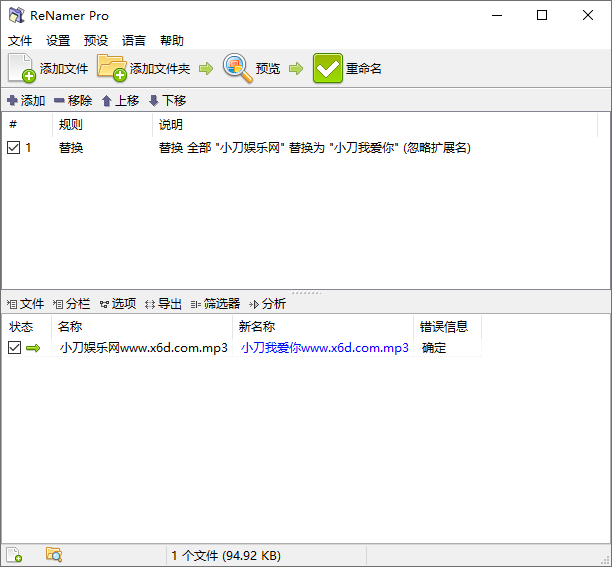 ReNamer Pro
文件 设置 预设 语言 帮助
添加文件 添加文件夹 预览 重命名
添加 移除 上移 下移
# 规则 说明
1 替换 替换 全部 "小刀娱乐网" 替换为 "小刀我爱你" (忽略扩展名)
文件 分栏 选项 导出 筛选器 分析
状态 名称 新名称 错误信息
小刀娱乐网www.x6d.com.mp3 小刀我爱你www.x6d.com.mp3 确定
1 个文件 (94.92 KB)